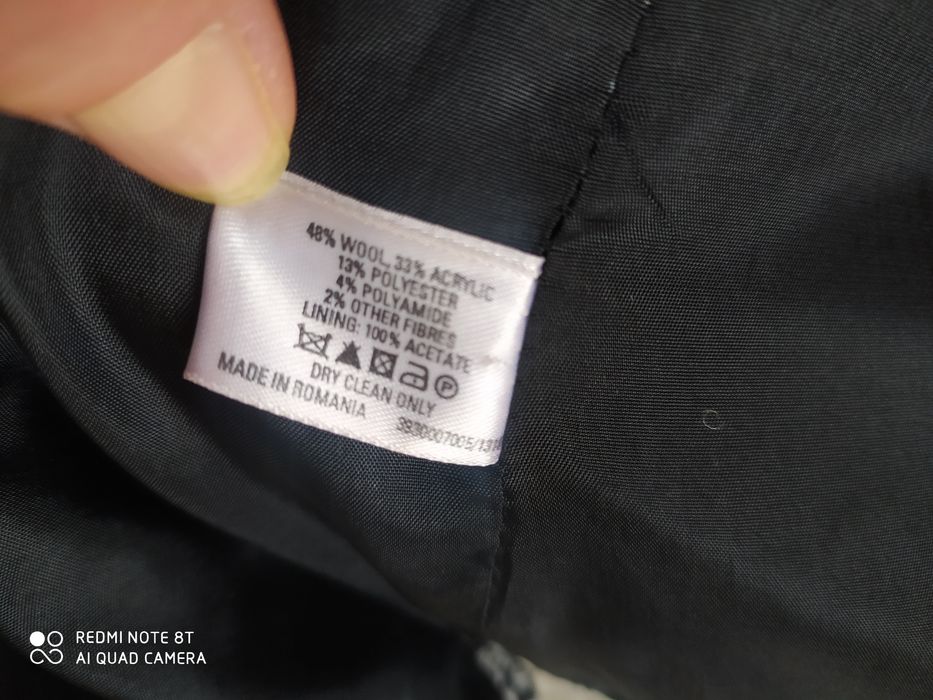 48% WOOL, 33% ACRYLIC
13% POLYESTER
4% POLYAMIDE
2% OTHER FIBRES
LINING: 100% ACETATE
P
DRY CLEAN ONLY
MADE IN ROMANIA
REDMI NOTE 8T
AI QUAD CAMERA